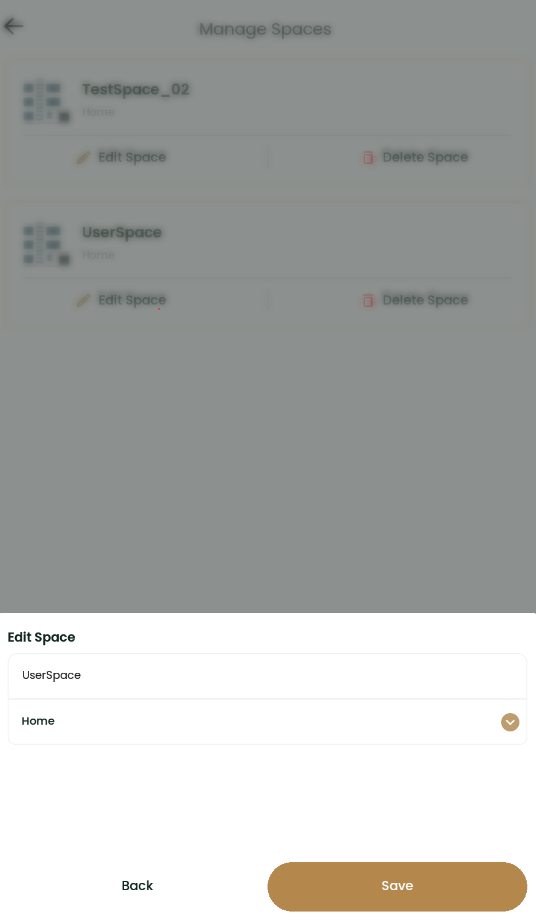 Manage Spaces
TestSpace_02
Home
Edit Space
Delete Space
UserSpace
Home
Edit Space
Delete Space
Edit Space
UserSpace
Home
Back
Save